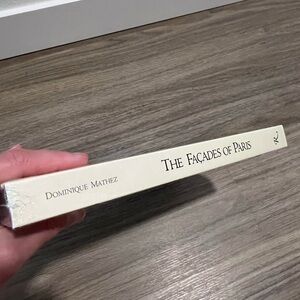 DOMINIQUE MATHEZ
THE FAÇADES OF PARIS